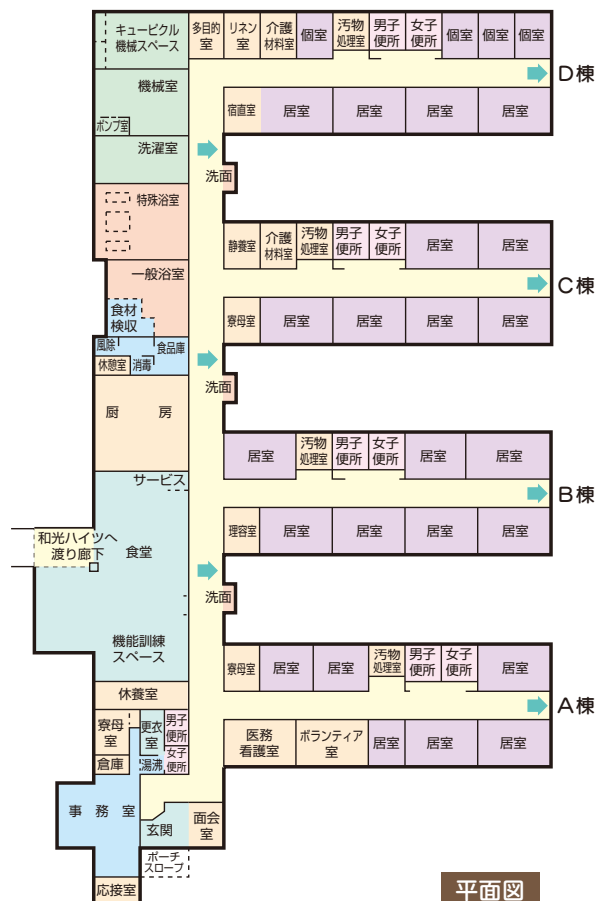 キュービクル
機械スペース
多目的
室
リネン
室
介護
材料室
個室
汚物
処理室
男子
便所
女子
便所
個室
個室
個室
D棟
機械室
ポンプ室
宿直室
居室
居室
居室
居室
洗濯室
洗面
特殊浴室
静養室
介護
材料室
汚物
処理室
男子
便所
女子
便所
居室
居室
C棟
一般浴室
食材
検収
寮母室
居室
居室
居室
居室
風除
食品庫
休憩室
消毒
洗面
厨房
居室
汚物
処理室
男子
便所
女子
便所
居室
居室
B棟
サービス
和光ハイツへ
渡り廊下
食堂
理容室
居室
居室
居室
居室
洗面
機能訓練
スペース
寮母室
居室
居室
汚物
処理室
男子
便所
女子
便所
居室
A棟
休養室
寮母
室
更衣
室
男子
便所
医務
看護室
ボランティア
室
居室
居室
居室
倉庫
湯沸
女子
便所
事務室
玄関
面会
室
ポーチ
スロープ
応接室
平面図